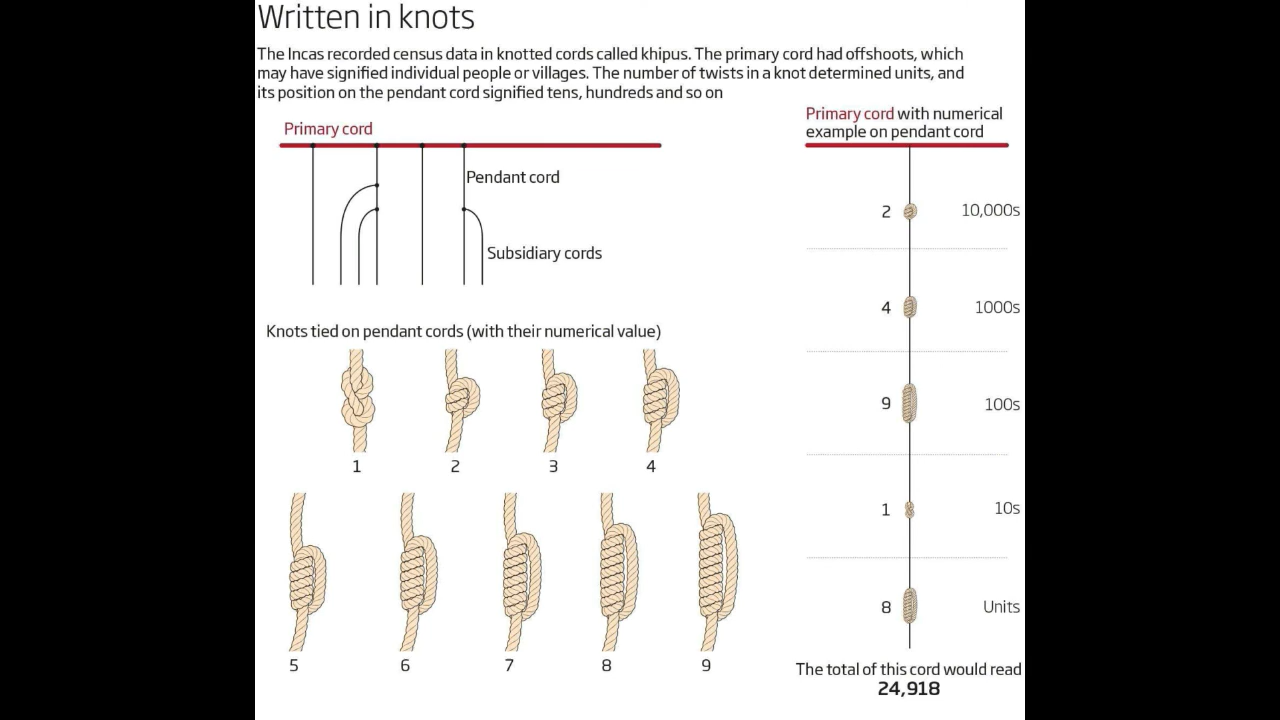 Written in knots
The Incas recorded census data in knotted cords called khipus. The primary cord had offshoots, which
may have signified individual people or villages. The number of twists in a knot determined units, and
its position on the pendant cord signified tens, hundreds and so on
Primary cord
Pendant cord
Subsidiary cords
Knots tied on pendant cords (with their numerical value)
1 2 3 4
5 6 7 8 9
Primary cord with numerical
example on pendant cord
2 10,000s
4 1000s
9 100s
1 10s
8 Units
The total of this cord would read
24,918